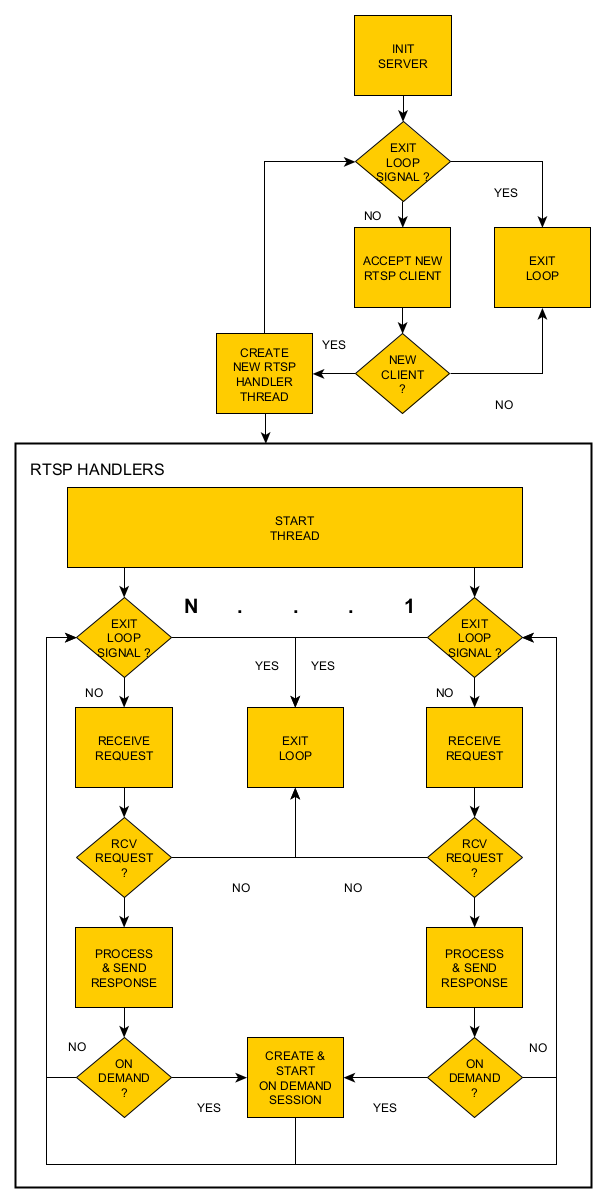 INIT
SERVER
EXIT
LOOP
SIGNAL ?
YES
NO
ACCEPT NEW
RTSP CLIENT
EXIT
LOOP
YES
NEW
CLIENT
?
CREATE
NEW RTSP
HANDLER
THREAD
NO
RTSP HANDLERS
START
THREAD
N . . . 1
EXIT
LOOP
SIGNAL ?
EXIT
LOOP
SIGNAL ?
YES
YES
NO
NO
RECEIVE
REQUEST
EXIT
LOOP
RECEIVE
REQUEST
RCV
REQUEST
?
RCV
REQUEST
?
NO
NO
PROCESS
& SEND
RESPONSE
PROCESS
& SEND
RESPONSE
NO
NO
ON
DEMAND
?
CREATE &
START
ON DEMAND
SESSION
ON
DEMAND
?
YES
YES